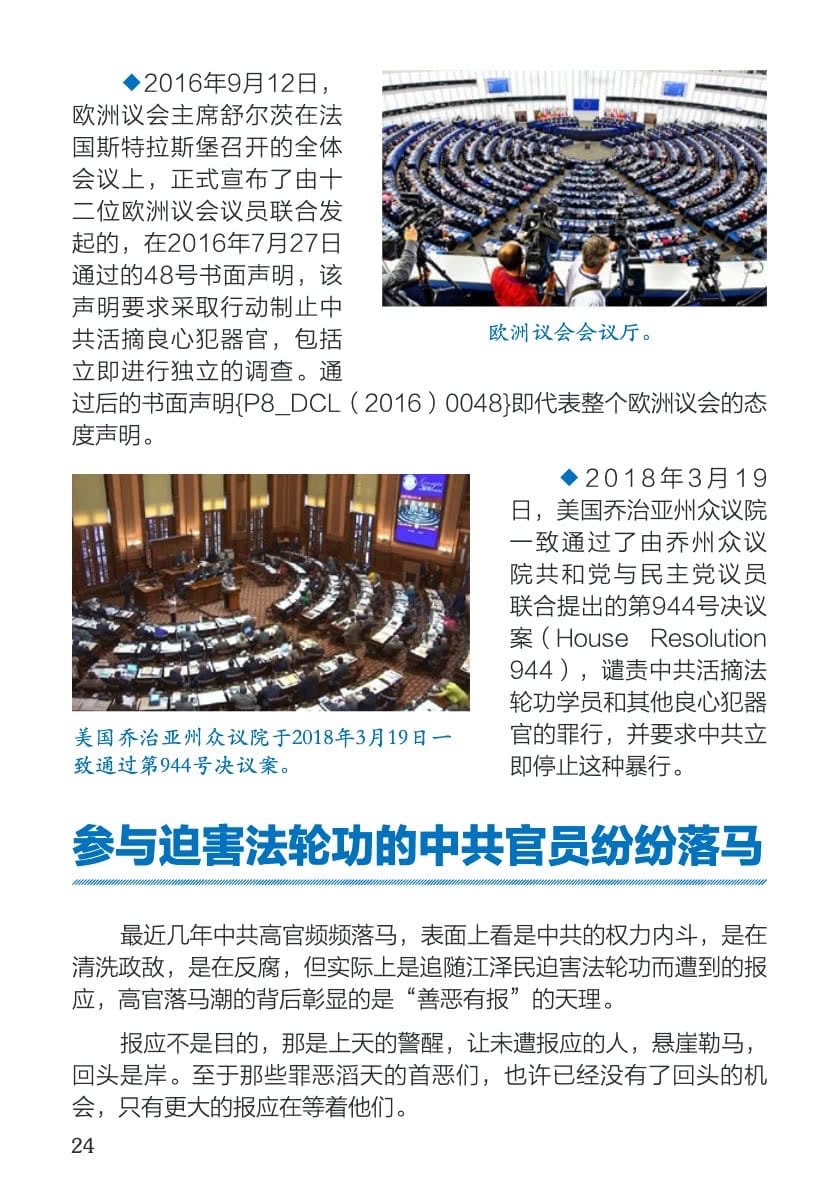 ◆2016年9月12日，
欧洲议会主席舒尔茨在法
国斯特拉斯堡召开的全体
会议上，正式宣布了由十
二位欧洲议会议员联合发
起的，在2016年7月27日
通过的48号书面声明，该
声明要求采取行动制止中
共活摘良心犯器官，包括
立即进行独立的调查。通
过后的书面声明{P8_DCL（2016）0048}即代表整个欧洲议会的态
度声明。
欧洲议会会议厅。
◆2018年3月19
日，美国乔治亚州众议院
一致通过了由乔州众议
院共和党与民主党议员
联合提出的第944号决议
案（House Resolution
944），谴责中共活摘法
轮功学员和其他良心犯器
官的罪行，并要求中共立
即停止这种暴行。
美国乔治亚州众议院于2018年3月19日一
致通过第944号决议案。
参与迫害法轮功的中共官员纷纷落马
最近几年中共高官频频落马，表面上看是中共的权力内斗，是在
清洗政敌，是在反腐，但实际上是追随江泽民迫害法轮功而遭到的报
应，高官落马潮的背后彰显的是“善恶有报”的天理。
报应不是目的，那是上天的警醒，让未遭报应的人，悬崖勒马，
回头是岸。至于那些罪恶滔天的首恶们，也许已经没有了回头的机
会，只有更大的报应在等着他们。
24